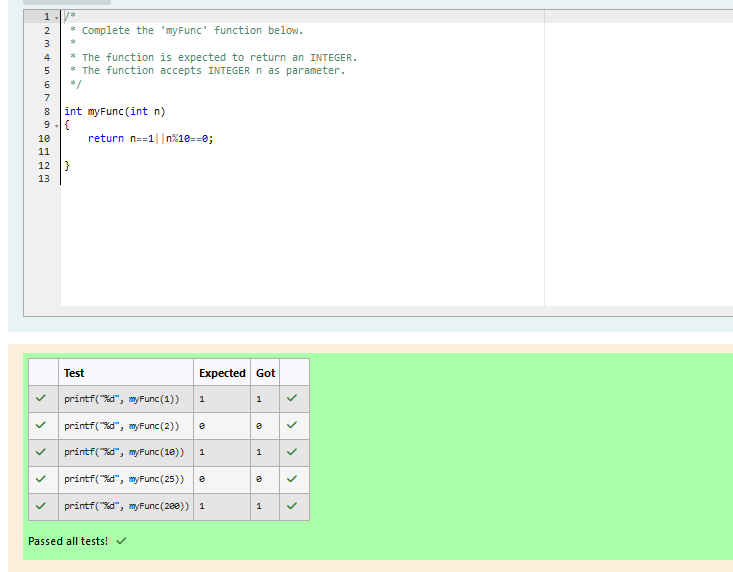 1 /*
2  * Complete the 'myFunc' function below.
3  *
4  * The function is expected to return an INTEGER.
5  * The function accepts INTEGER n as parameter.
6  */
7
8 int myFunc(int n)
9 {
10     return n==1||n%10==0;
11
12 }
13
Test Expected Got
printf("%d", myFunc(1)) 1 1
printf("%d", myFunc(2)) 0 0
printf("%d", myFunc(10)) 1 1
printf("%d", myFunc(25)) 0 0
printf("%d", myFunc(200)) 1 1
Passed all tests!